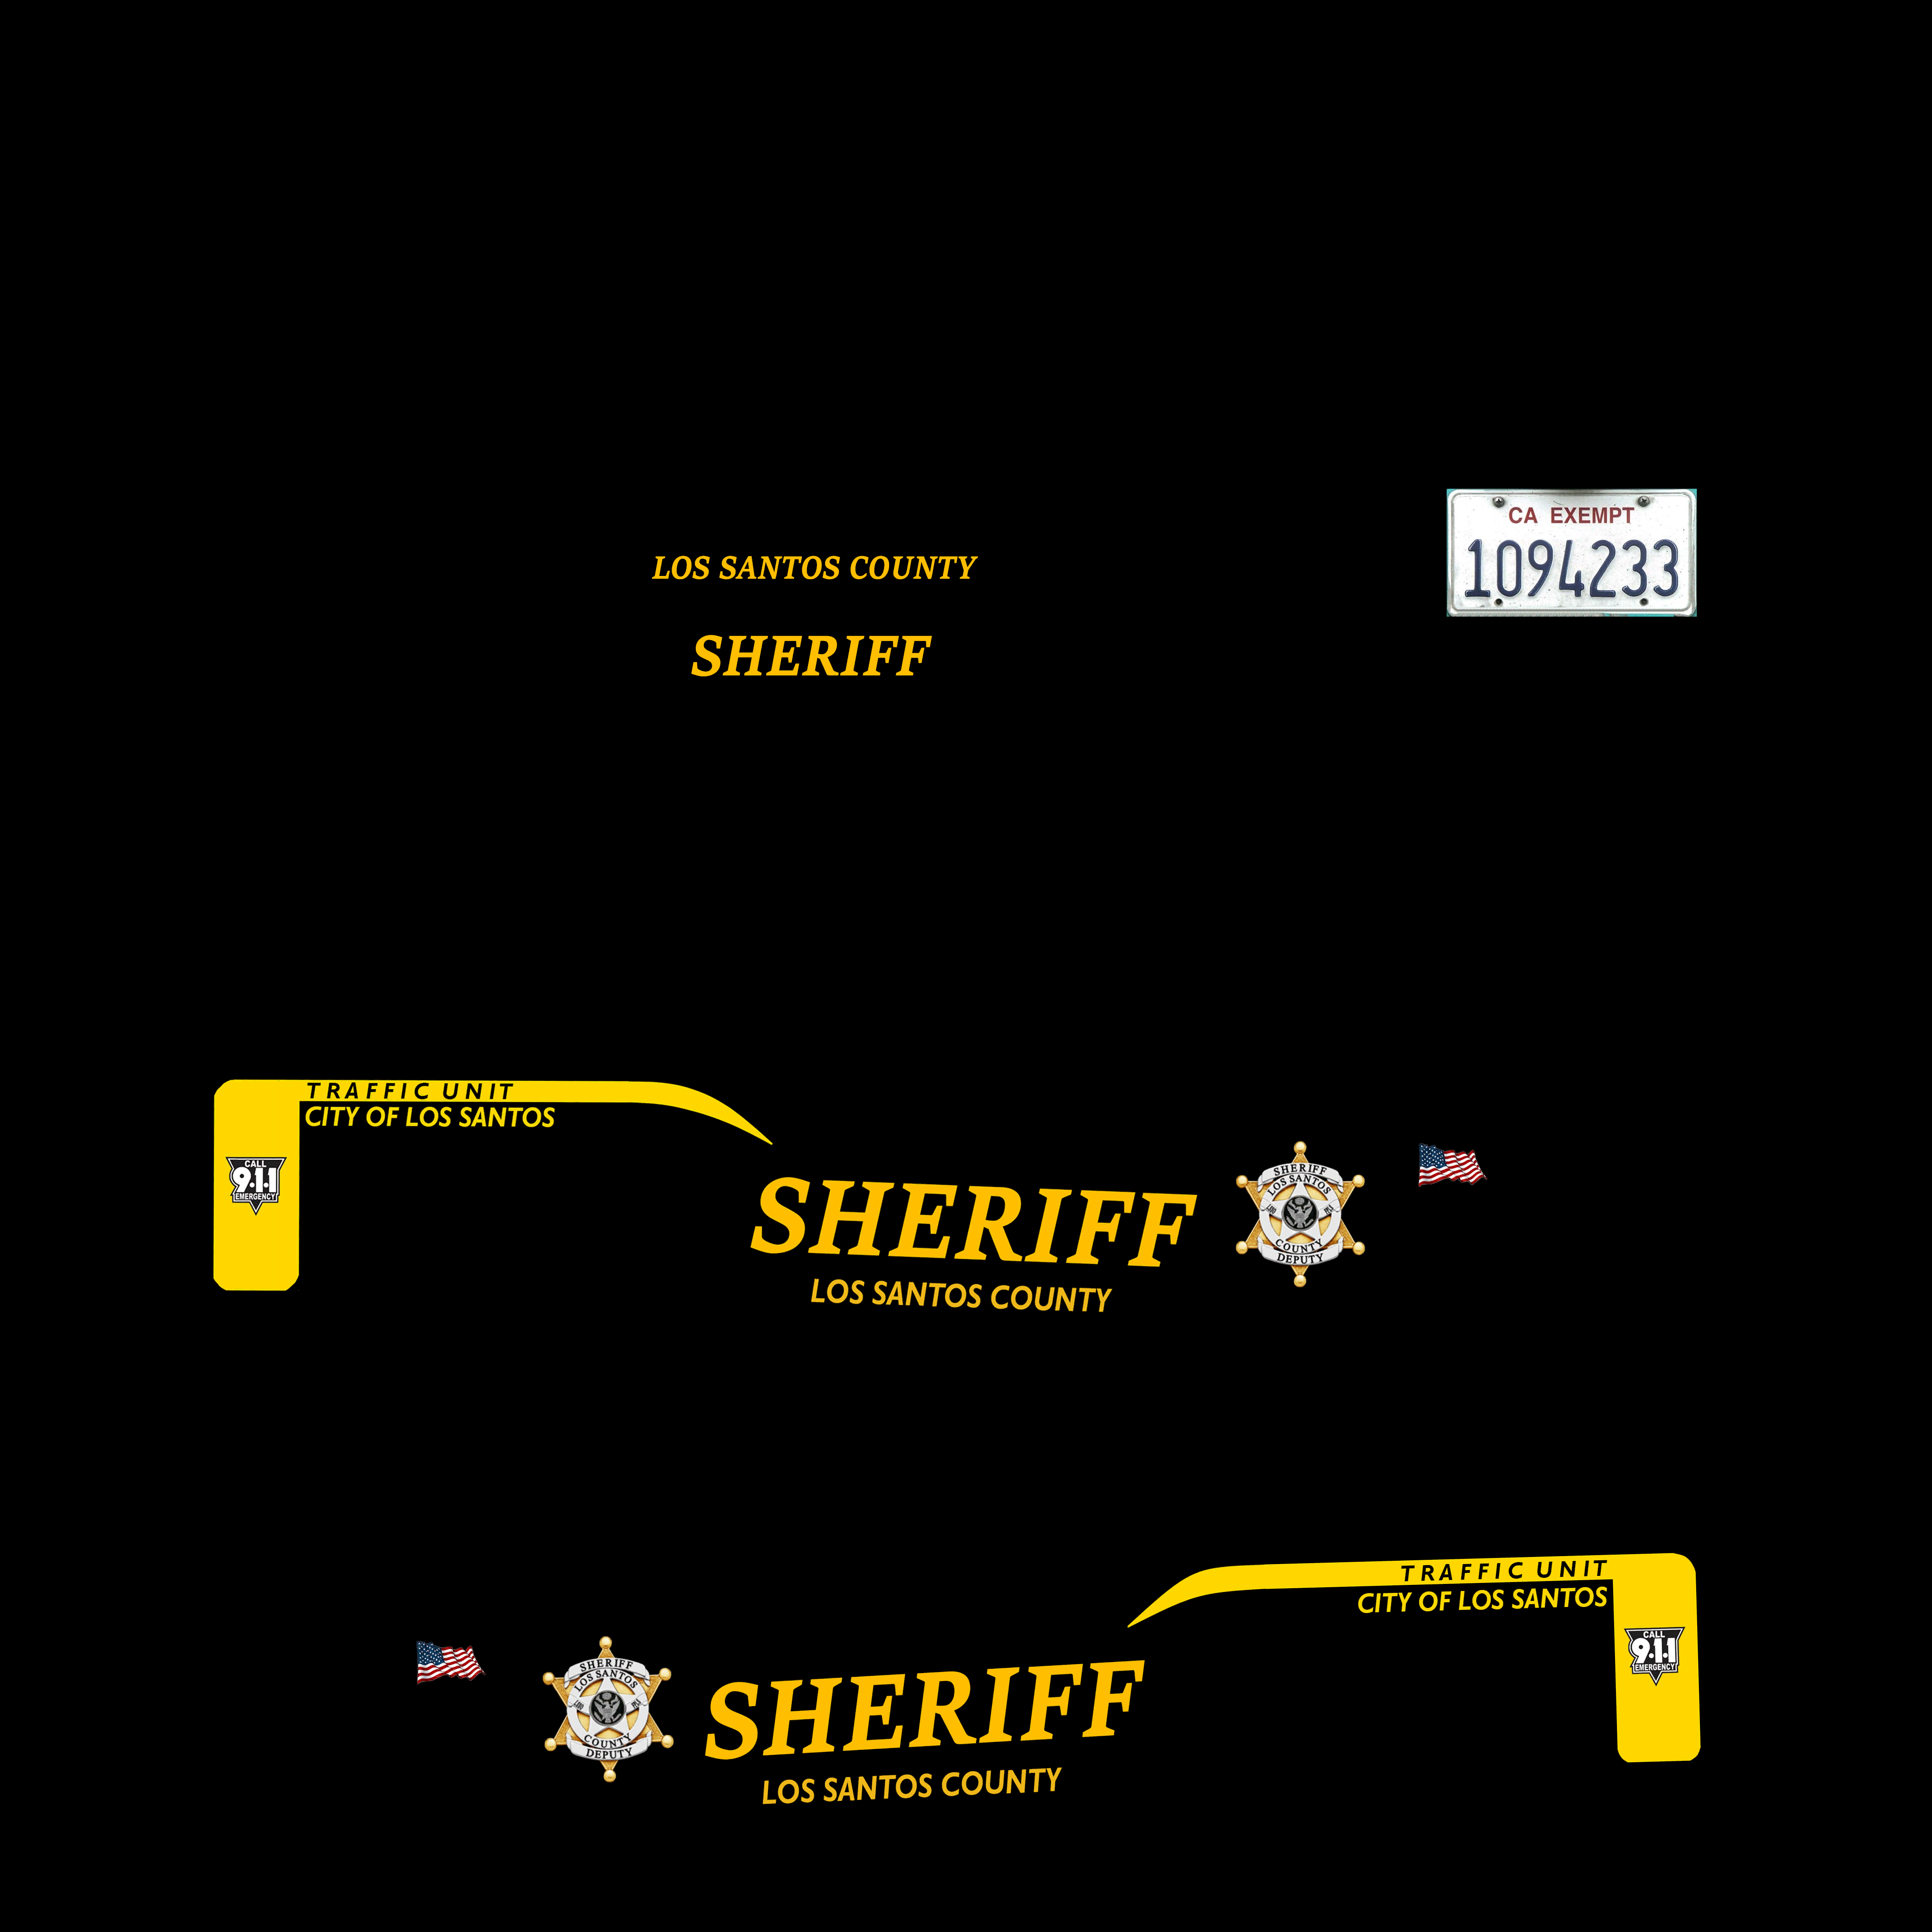 CA EXEMPT
1094233
LOS SANTOS COUNTY
SHERIFF
TRAFFIC UNIT
CITY OF LOS SANTOS
CALL
9-1-1
EMERGENCY
SHERIFF
LOS SANTOS COUNTY
SHERIFF
LOS SANTOS
COUNTY
DEPUTY
TRAFFIC UNIT
CITY OF LOS SANTOS
CALL
9-1-1
EMERGENCY
SHERIFF
LOS SANTOS
COUNTY
DEPUTY
SHERIFF
LOS SANTOS COUNTY